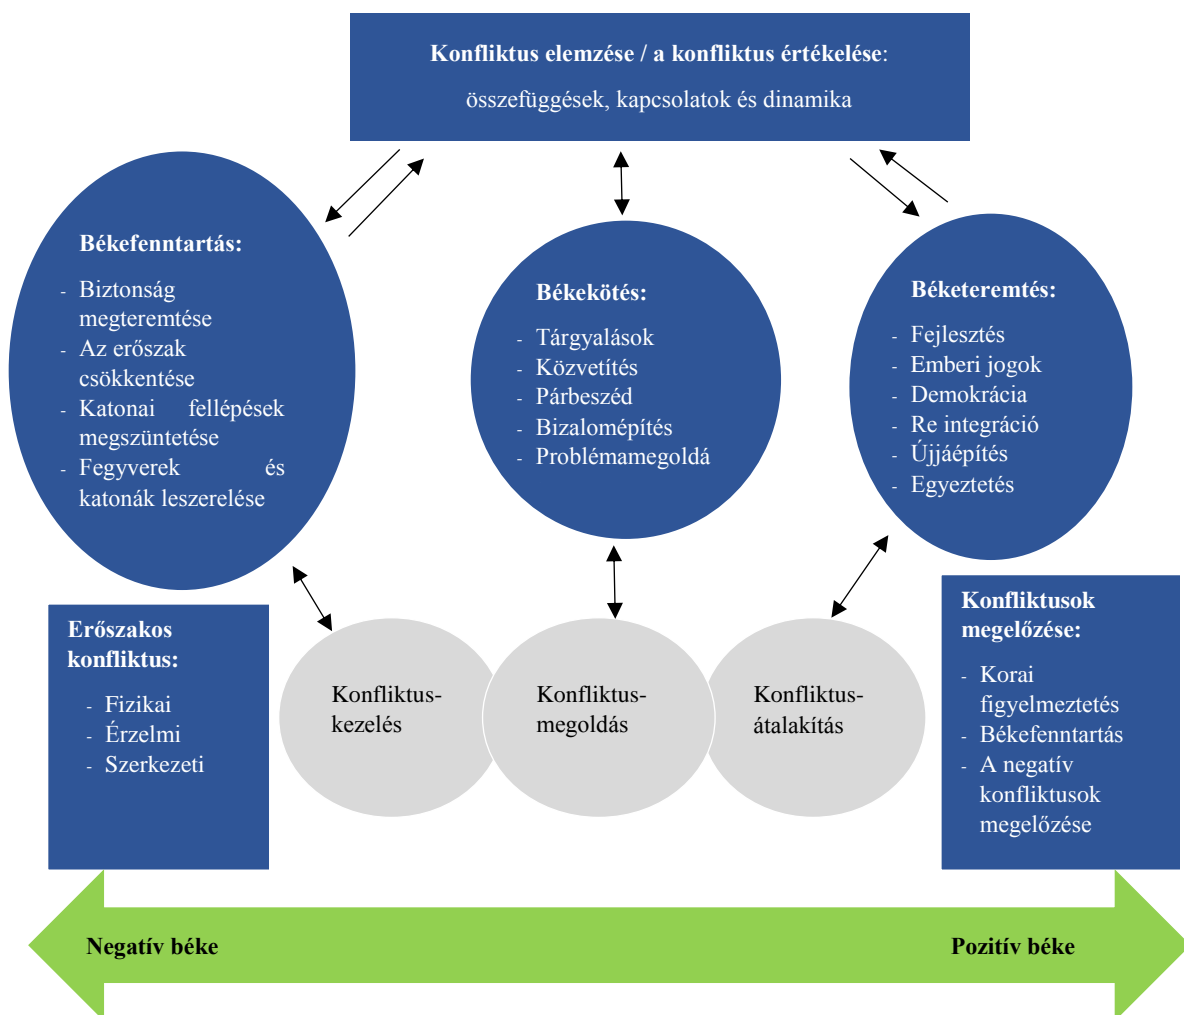 Konfliktus elemzése / a konfliktus értékelése:
összefüggések, kapcsolatok és dinamika
Békefenntartás:
- Biztonság
megteremtése
- Az erőszak
csökkentése
- Katonai fellépések
megszüntetése
- Fegyverek és
katonák leszerelése
Békekötés:
- Tárgyalások
- Közvetítés
- Párbeszéd
- Bizalomépítés
- Problémamegoldá
Béketeremtés:
- Fejlesztés
- Emberi jogok
- Demokrácia
- Re integráció
- Újjáépítés
- Egyeztetés
Erőszakos
konfliktus:
- Fizikai
- Érzelmi
- Szerkezeti
Konfliktus-
kezelés
Konfliktus-
megoldás
Konfliktus-
átalakítás
Konfliktusok
megelőzése:
- Korai
figyelmeztetés
- Békefenntartás
- A negatív
konfliktusok
megelőzése
Negatív béke
Pozitív béke